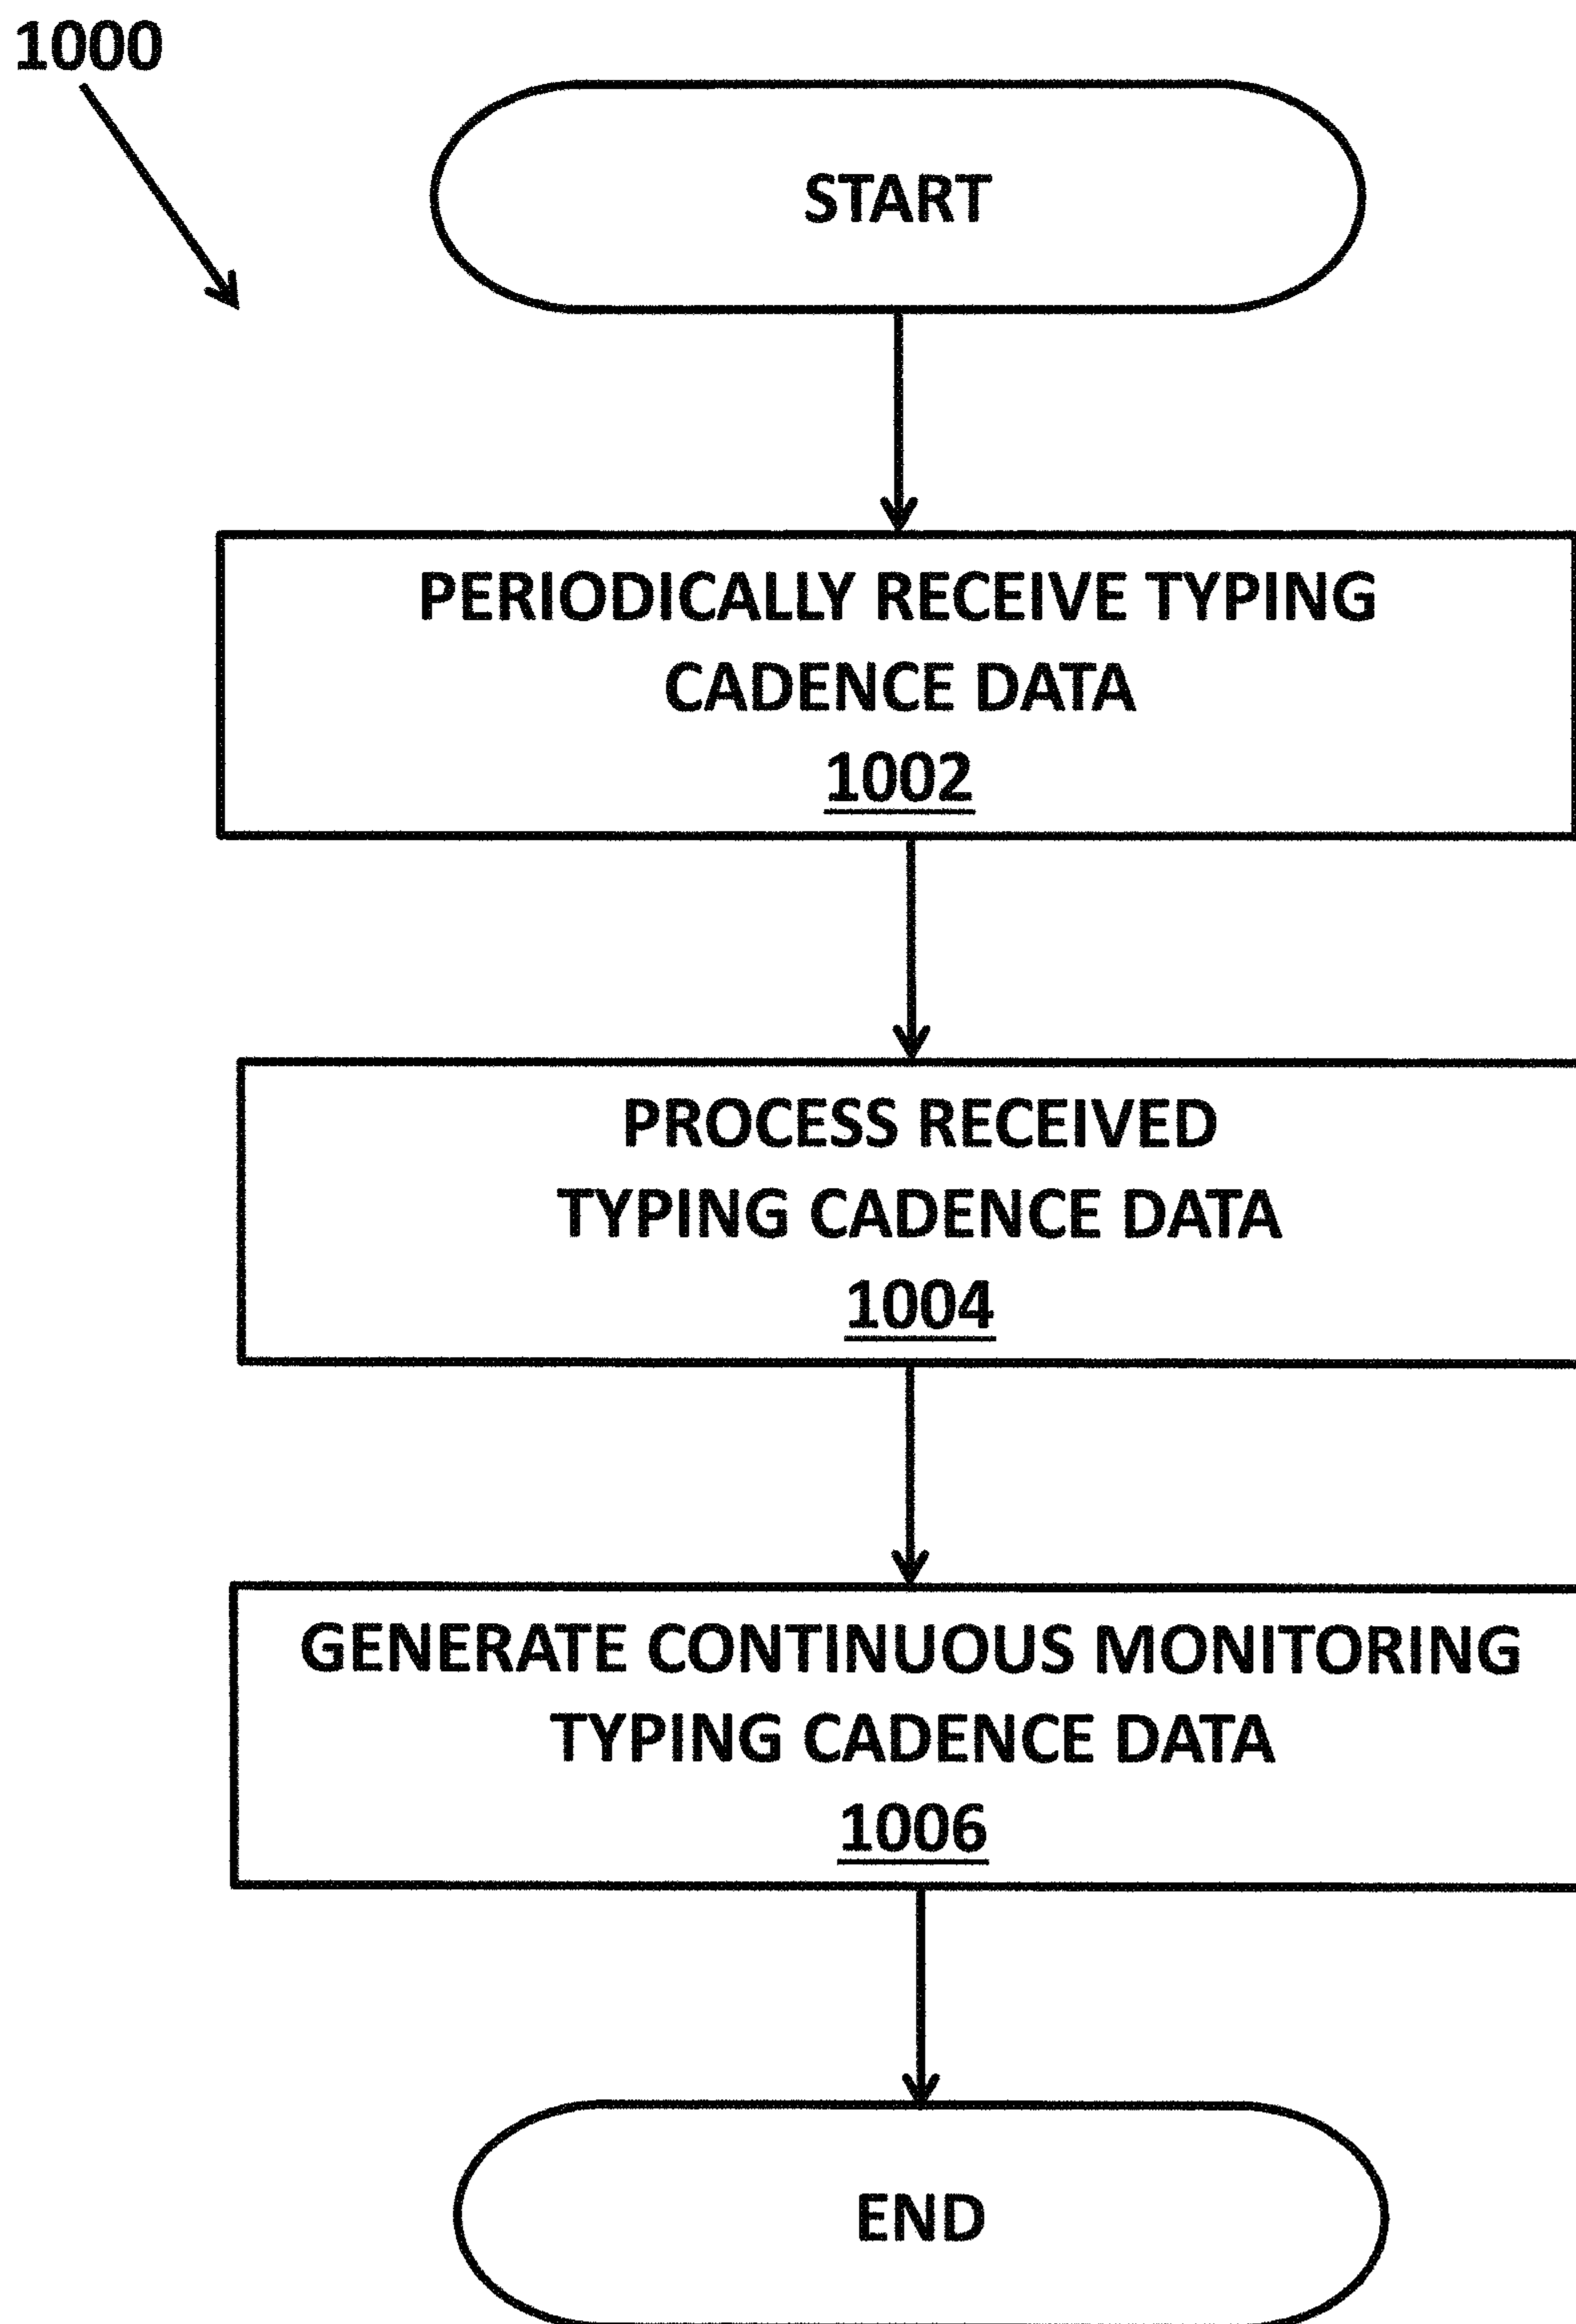 1000
START
PERIODICALLY RECEIVE TYPING
CADENCE DATA
1002
PROCESS RECEIVED
TYPING CADENCE DATA
1004
GENERATE CONTINUOUS MONITORING
TYPING CADENCE DATA
1006
END